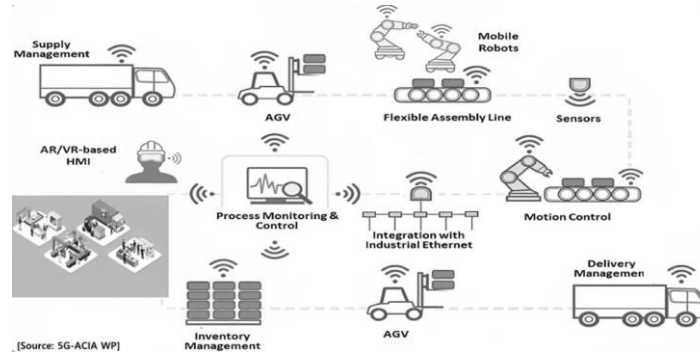 Supply
Management
AGV
Mobile
Robots
Flexible Assembly Line
Sensors
AR/VR-based
HMI
Process Monitoring &
Control
Integration with
Industrial Ethernet
Motion Control
Delivery
Managemen
Inventory
Management
AGV
[Source: 5G-ACIA WP]